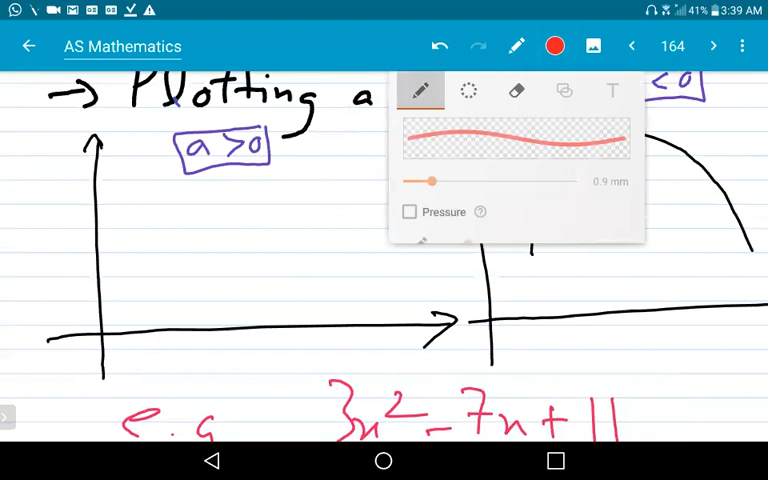 41% 3:39 AM
AS Mathematics
164
T
→ Plotting a
<0
a >0
0.9 mm
Pressure ?
e.g 3x² - 7x + 11